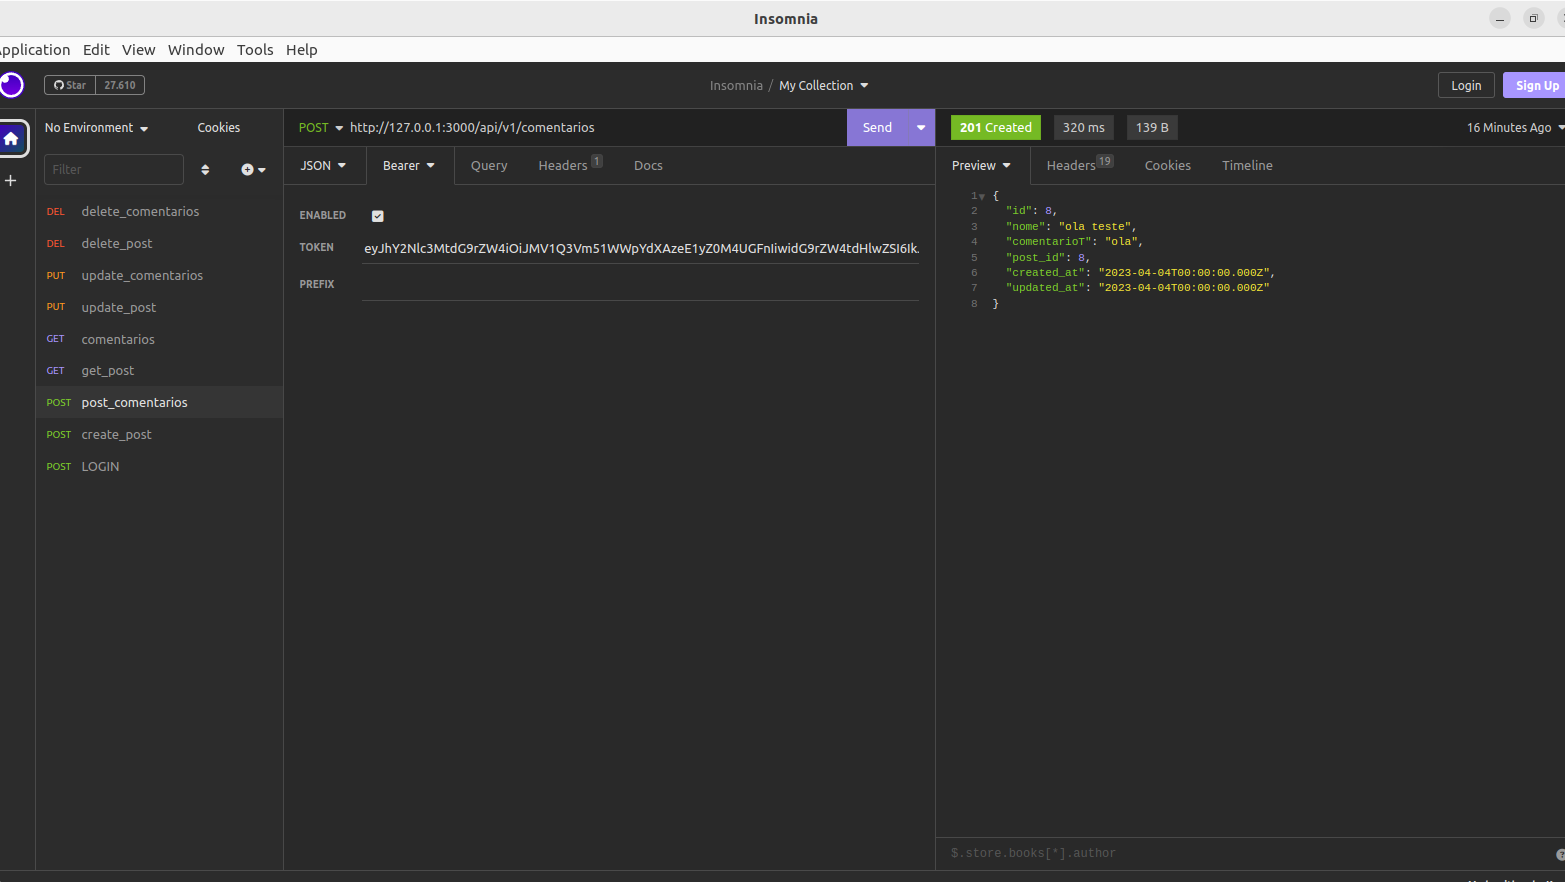 Insomnia
Application Edit View Window Tools Help
Star 27.610
Insomnia / My Collection
Login Sign Up
No Environment Cookies
Filter
DEL delete_comentarios
DEL delete_post
PUT update_comentarios
PUT update_post
GET comentarios
GET get_post
POST post_comentarios
POST create_post
POST LOGIN
POST http://127.0.0.1:3000/api/v1/comentarios Send
JSON Bearer Query Headers 1 Docs
ENABLED
TOKEN
PREFIX
201 Created 320 ms 139 B 16 Minutes Ago
Preview Headers 19 Cookies Timeline
1 {
2 "id": 8,
3 "nome": "ola teste",
4 "comentarioT": "ola",
5 "post_id": 8,
6 "created_at": "2023-04-04T00:00:00.000Z",
7 "updated_at": "2023-04-04T00:00:00.000Z"
8 }
$.store.books[*].author